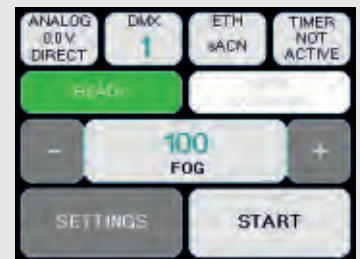 ANALOG
0.0 V
DIRECT
DMX
1
ETH
sACN
TIMER
NOT
ACTIVE
READY
-
100
FOG
+
SETTINGS
START